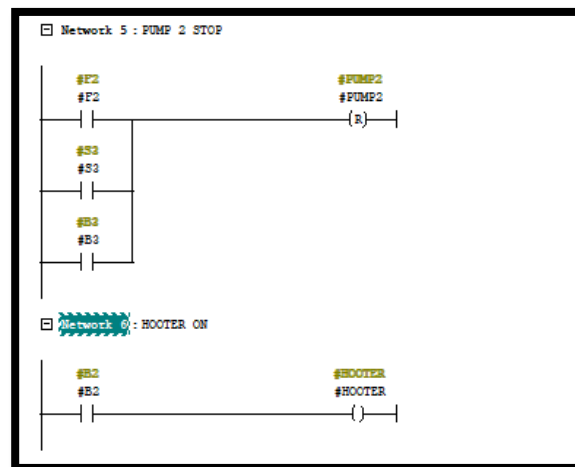 Network 5 : PUMP 2 STOP
#F2
#F2
#PUMP2
#PUMP2
(R)
#S3
#S3
#B3
#B3
Network 6 : HOOTER ON
#B2
#B2
#HOOTER
#HOOTER
( )